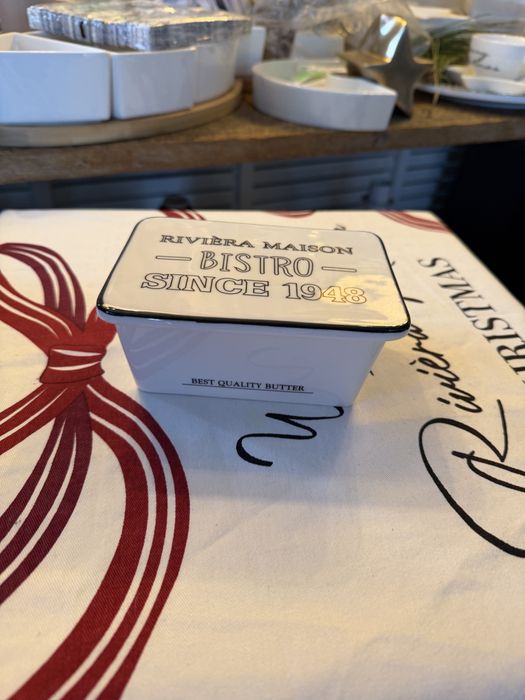 RIVIÈRA MAISON
— BISTRO —
SINCE 1948
BEST QUALITY BUTTER
Rivièra
CHRISTMAS